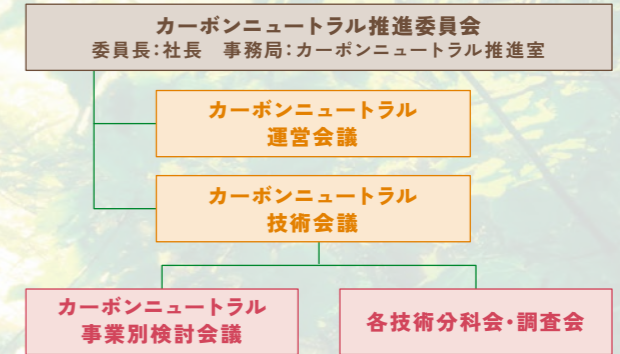 カーボンニュートラル推進委員会
委員長：社長　事務局：カーボンニュートラル推進室
カーボンニュートラル
運営会議
カーボンニュートラル
技術会議
カーボンニュートラル
事業別検討会議
各技術分科会・調査会